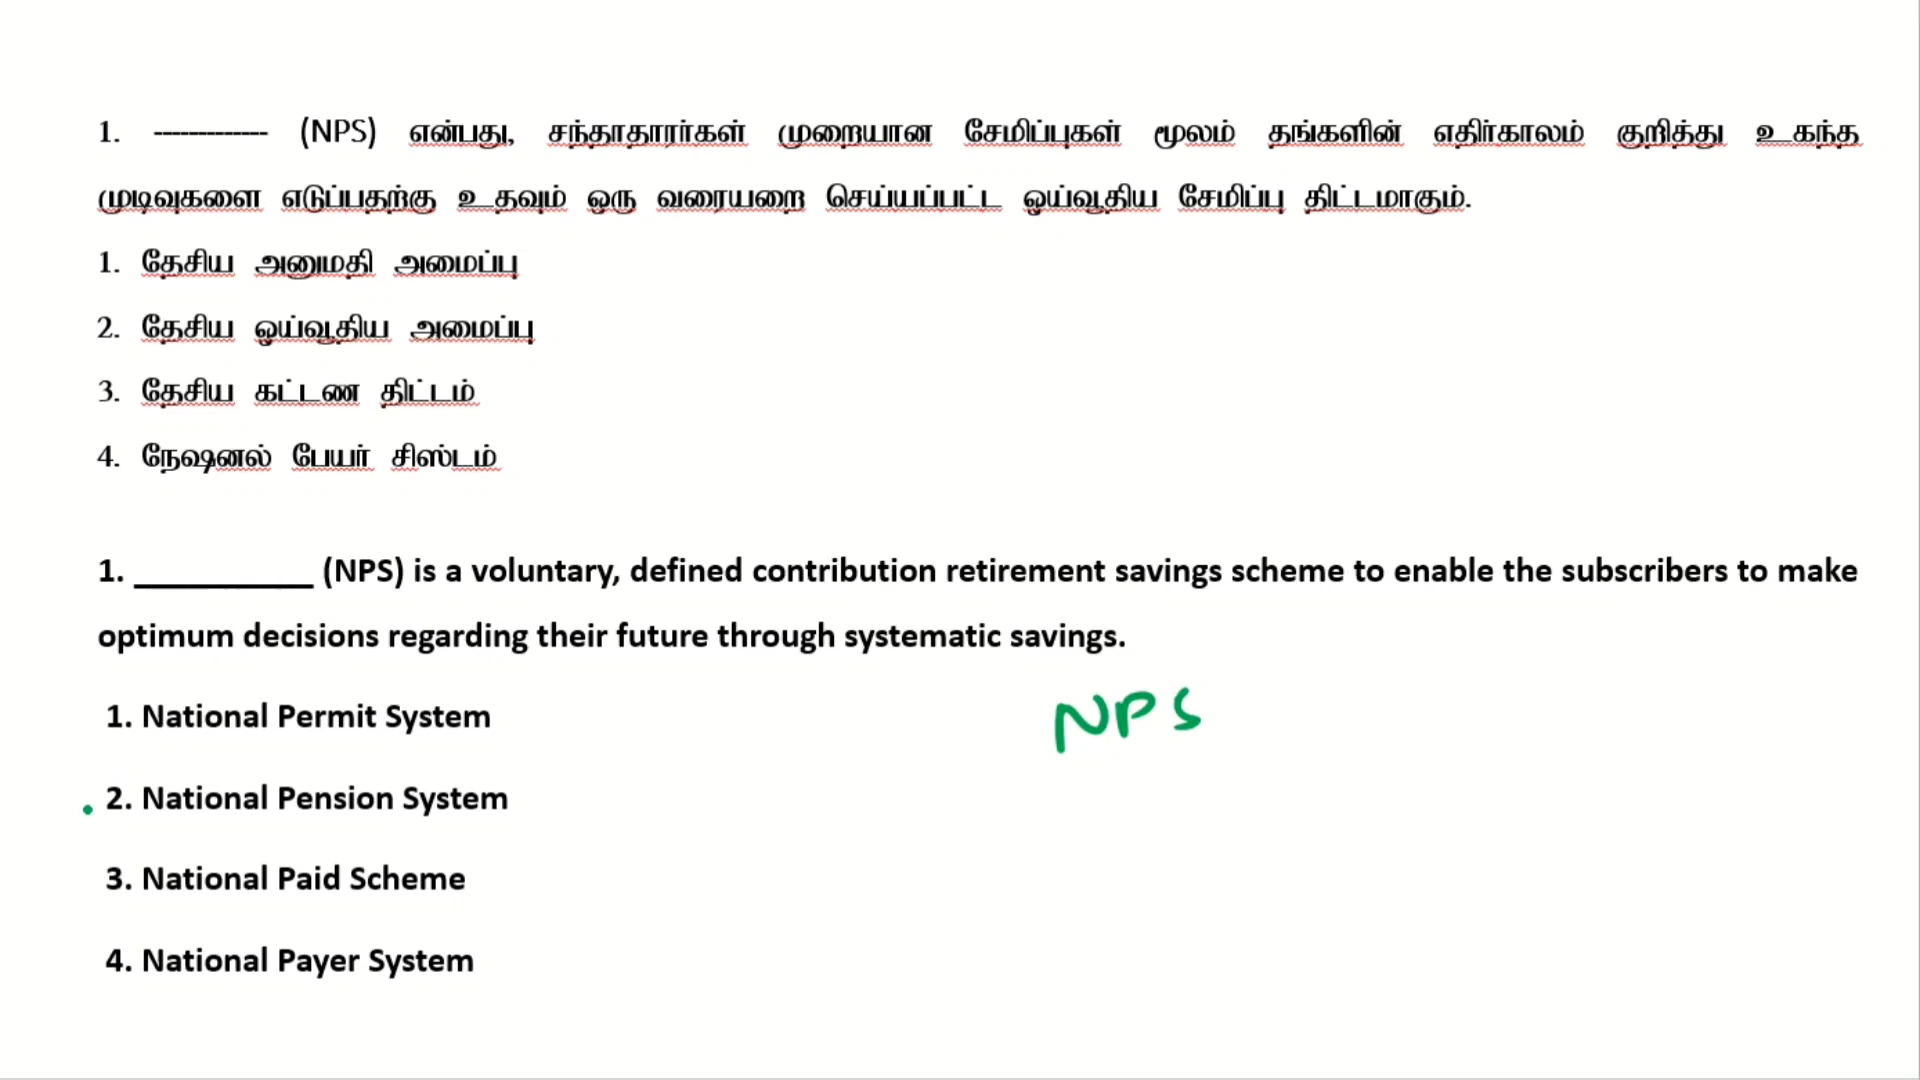 1. ------------- (NPS) என்பது, சந்தாதாரர்கள் முறையான சேமிப்புகள் மூலம் தங்களின் எதிர்காலம் குறித்து உகந்த
முடிவுகளை எடுப்பதற்கு உதவும் ஒரு வரையறை செய்யப்பட்ட ஓய்வூதிய சேமிப்பு திட்டமாகும்.
1. தேசிய அனுமதி அமைப்பு
2. தேசிய ஓய்வூதிய அமைப்பு
3. தேசிய கட்டண திட்டம்
4. நேஷனல் பேயர் சிஸ்டம்
1. __________ (NPS) is a voluntary, defined contribution retirement savings scheme to enable the subscribers to make
optimum decisions regarding their future through systematic savings.
1. National Permit System
NPS
2. National Pension System
3. National Paid Scheme
4. National Payer System